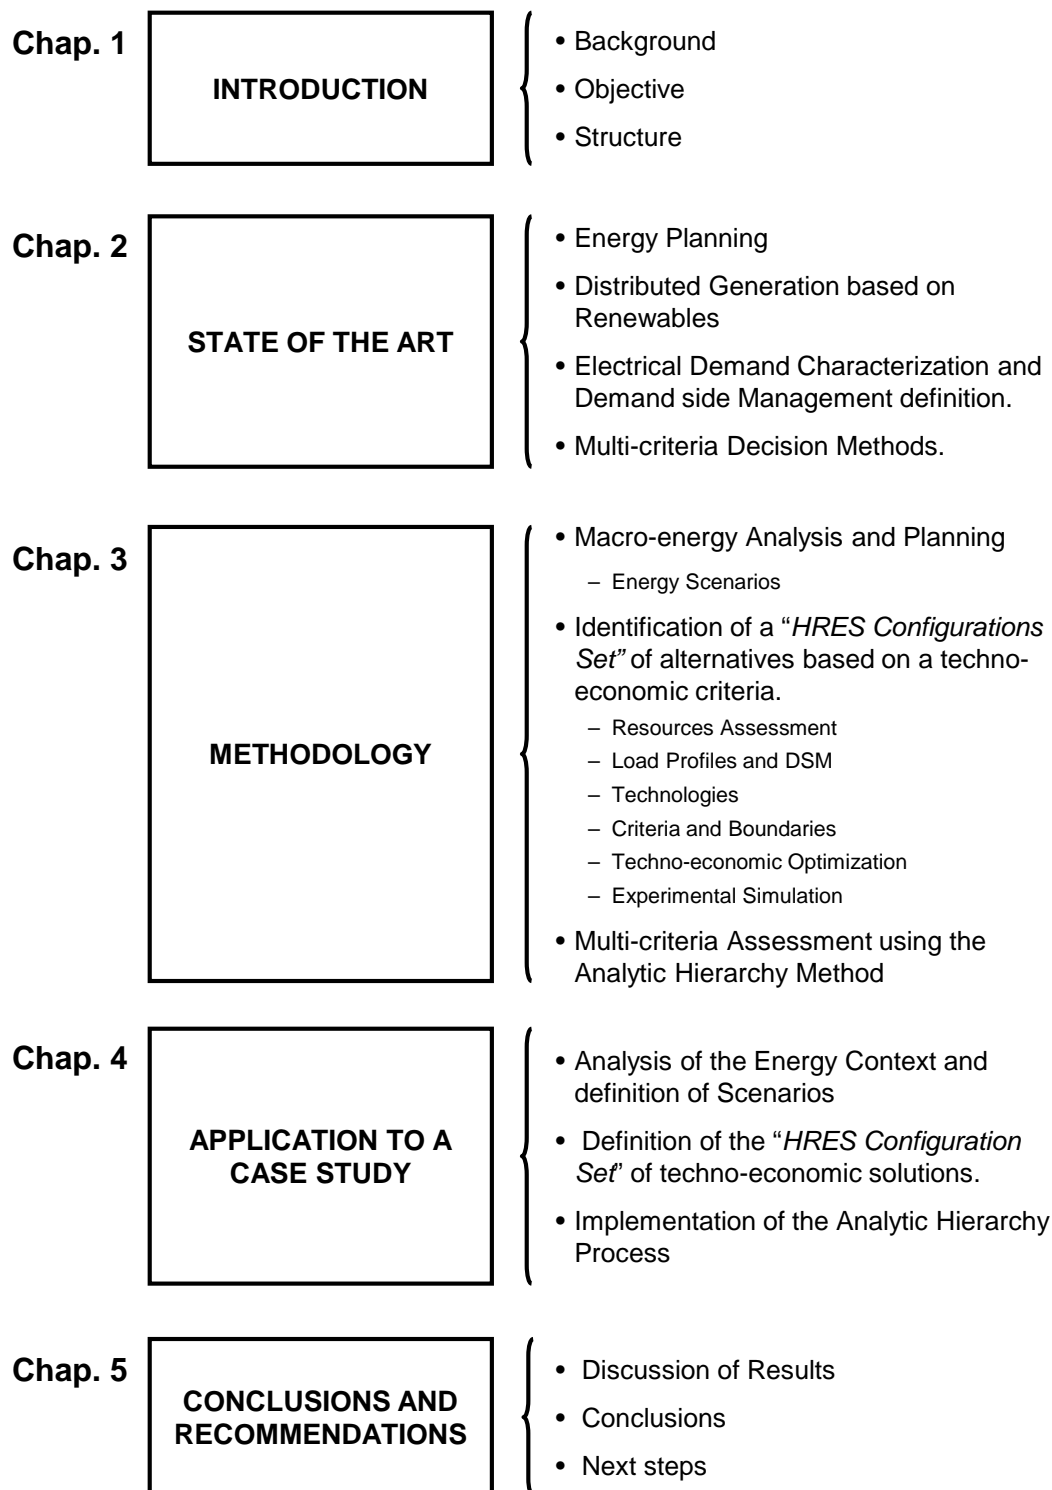 Chap. 1
INTRODUCTION
• Background
• Objective
• Structure
Chap. 2
STATE OF THE ART
• Energy Planning
• Distributed Generation based on
Renewables
• Electrical Demand Characterization and
Demand side Management definition.
• Multi-criteria Decision Methods.
Chap. 3
METHODOLOGY
• Macro-energy Analysis and Planning
– Energy Scenarios
• Identification of a “HRES Configurations
Set” of alternatives based on a techno-
economic criteria.
– Resources Assessment
– Load Profiles and DSM
– Technologies
– Criteria and Boundaries
– Techno-economic Optimization
– Experimental Simulation
• Multi-criteria Assessment using the
Analytic Hierarchy Method
Chap. 4
APPLICATION TO A
CASE STUDY
• Analysis of the Energy Context and
definition of Scenarios
• Definition of the “HRES Configuration
Set” of techno-economic solutions.
• Implementation of the Analytic Hierarchy
Process
Chap. 5
CONCLUSIONS AND
RECOMMENDATIONS
• Discussion of Results
• Conclusions
• Next steps